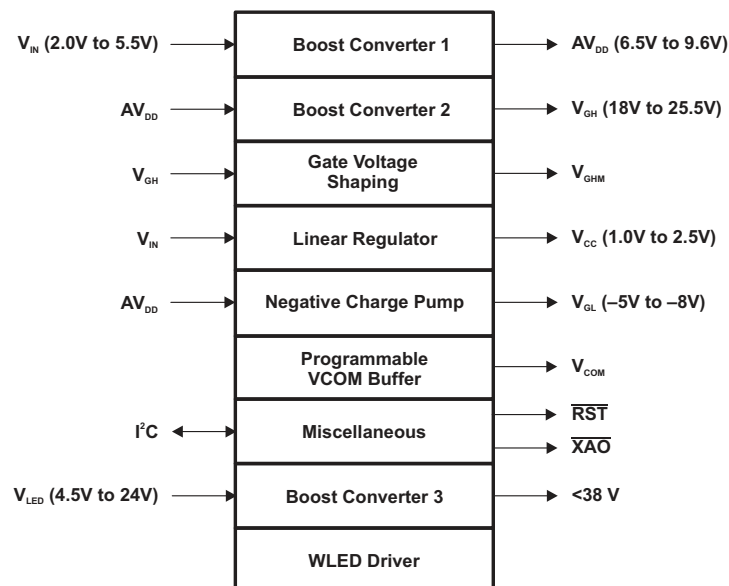 V_IN (2.0V to 5.5V) Boost Converter 1 AV_DD (6.5V to 9.6V)
AV_DD Boost Converter 2 V_GH (18V to 25.5V)
V_GH Gate Voltage
Shaping V_GHM
V_IN Linear Regulator V_CC (1.0V to 2.5V)
AV_DD Negative Charge Pump V_GL (–5V to –8V)
Programmable
VCOM Buffer V_COM
I²C Miscellaneous R̅S̅T̅
X̅A̅O̅
V_LED (4.5V to 24V) Boost Converter 3 <38 V
WLED Driver